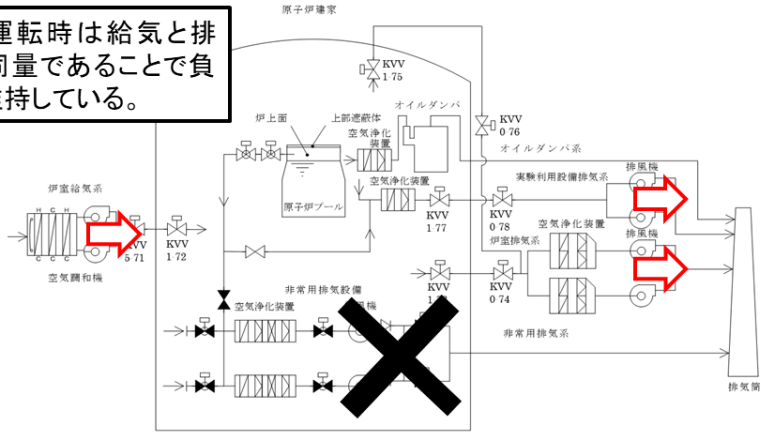 運転時は給気と排
同量であることで負
維持している。
原子炉建家
KVV
1 75
オイルダンパ
KVV
0 76
オイルダンパ系
炉上面
上部遮蔽体
空気浄化
装置
空気浄化装置
実験利用設備排気系
排風機
炉室給気系
原子炉プール
KVV
1 77
KVV
0 78
空気浄化装置
炉室排気系
排風機
KVV
5 71
KVV
1 72
空気調和機
H G H
C C C
KVV
KVV
0 74
非常用排気設備
空気浄化装置
非常用排気系
排気筒